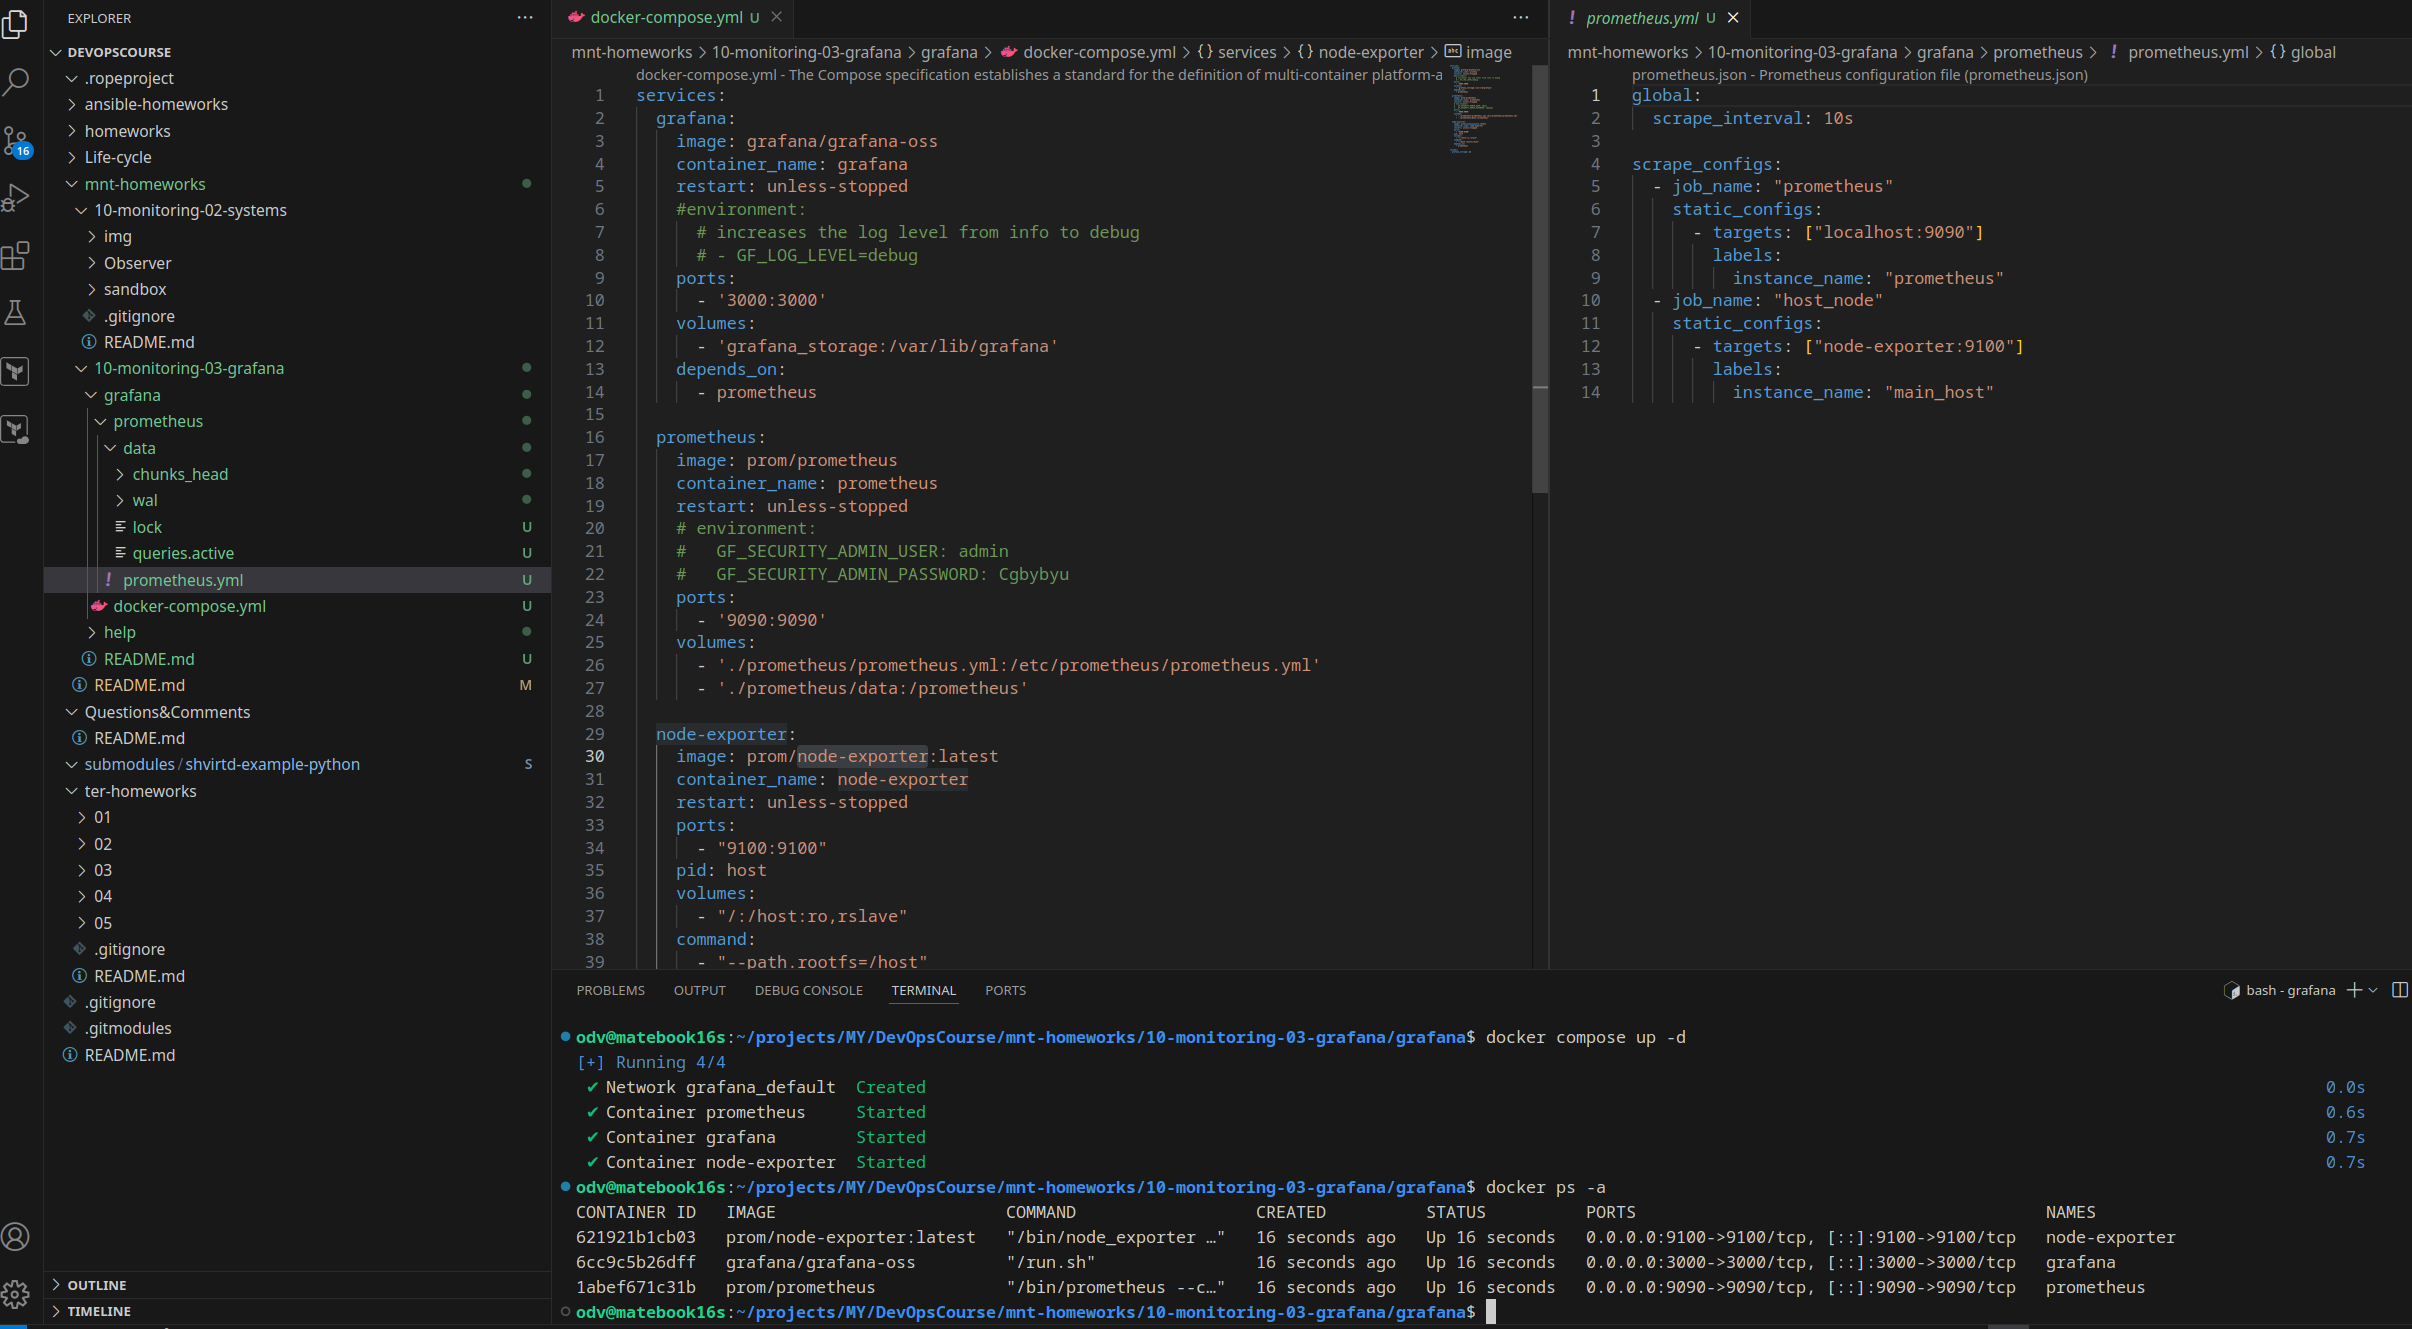 EXPLORER
DEVOPSCOURSE
.ropeproject
ansible-homeworks
homeworks
Life-cycle
mnt-homeworks
10-monitoring-02-systems
img
Observer
sandbox
.gitignore
README.md
10-monitoring-03-grafana
grafana
prometheus
data
chunks_head
wal
lock U
queries.active U
prometheus.yml U
docker-compose.yml U
help
README.md U
README.md M
Questions&Comments
README.md
submodules/shvirtd-example-python S
ter-homeworks
01
02
03
04
05
.gitignore
README.md
.gitignore
.gitmodules
README.md
OUTLINE
TIMELINE
16
docker-compose.yml U
mnt-homeworks > 10-monitoring-03-grafana > grafana > docker-compose.yml > {} services > {} node-exporter > image
docker-compose.yml - The Compose specification establishes a standard for the definition of multi-container platform-a
1 services:
2 grafana:
3 image: grafana/grafana-oss
4 container_name: grafana
5 restart: unless-stopped
6 #environment:
7 # increases the log level from info to debug
8 # - GF_LOG_LEVEL=debug
9 ports:
10 - '3000:3000'
11 volumes:
12 - 'grafana_storage:/var/lib/grafana'
13 depends_on:
14 - prometheus
15
16 prometheus:
17 image: prom/prometheus
18 container_name: prometheus
19 restart: unless-stopped
20 # environment:
21 # GF_SECURITY_ADMIN_USER: admin
22 # GF_SECURITY_ADMIN_PASSWORD: Cgbybyu
23 ports:
24 - '9090:9090'
25 volumes:
26 - './prometheus/prometheus.yml:/etc/prometheus/prometheus.yml'
27 - './prometheus/data:/prometheus'
28
29 node-exporter:
30 image: prom/node-exporter:latest
31 container_name: node-exporter
32 restart: unless-stopped
33 ports:
34 - "9100:9100"
35 pid: host
36 volumes:
37 - "/:/host:ro,rslave"
38 command:
39 - "--path.rootfs=/host"
! prometheus.yml U
mnt-homeworks > 10-monitoring-03-grafana > grafana > prometheus > ! prometheus.yml > {} global
prometheus.json - Prometheus configuration file (prometheus.json)
1 global:
2 scrape_interval: 10s
3
4 scrape_configs:
5 - job_name: "prometheus"
6 static_configs:
7 - targets: ["localhost:9090"]
8 labels:
9 instance_name: "prometheus"
10 - job_name: "host_node"
11 static_configs:
12 - targets: ["node-exporter:9100"]
13 labels:
14 instance_name: "main_host"
PROBLEMS OUTPUT DEBUG CONSOLE TERMINAL PORTS
bash - grafana
odv@matebook16s:~/projects/MY/DevOpsCourse/mnt-homeworks/10-monitoring-03-grafana/grafana$ docker compose up -d
[+] Running 4/4
✔ Network grafana_default Created 0.0s
✔ Container prometheus Started 0.6s
✔ Container grafana Started 0.7s
✔ Container node-exporter Started 0.7s
odv@matebook16s:~/projects/MY/DevOpsCourse/mnt-homeworks/10-monitoring-03-grafana/grafana$ docker ps -a
CONTAINER ID IMAGE COMMAND CREATED STATUS PORTS NAMES
621921b1cb03 prom/node-exporter:latest "/bin/node_exporter …" 16 seconds ago Up 16 seconds 0.0.0.0:9100->9100/tcp, [::]:9100->9100/tcp node-exporter
6cc9c5b26dff grafana/grafana-oss "/run.sh" 16 seconds ago Up 16 seconds 0.0.0.0:3000->3000/tcp, [::]:3000->3000/tcp grafana
1abef671c31b prom/prometheus "/bin/prometheus --c…" 16 seconds ago Up 16 seconds 0.0.0.0:9090->9090/tcp, [::]:9090->9090/tcp prometheus
odv@matebook16s:~/projects/MY/DevOpsCourse/mnt-homeworks/10-monitoring-03-grafana/grafana$